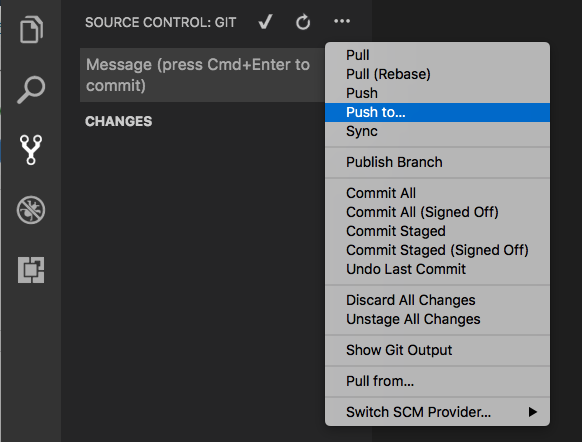 SOURCE CONTROL: GIT
Message (press Cmd+Enter to
commit)
CHANGES
Pull
Pull (Rebase)
Push
Push to...
Sync
Publish Branch
Commit All
Commit All (Signed Off)
Commit Staged
Commit Staged (Signed Off)
Undo Last Commit
Discard All Changes
Unstage All Changes
Show Git Output
Pull from...
Switch SCM Provider...